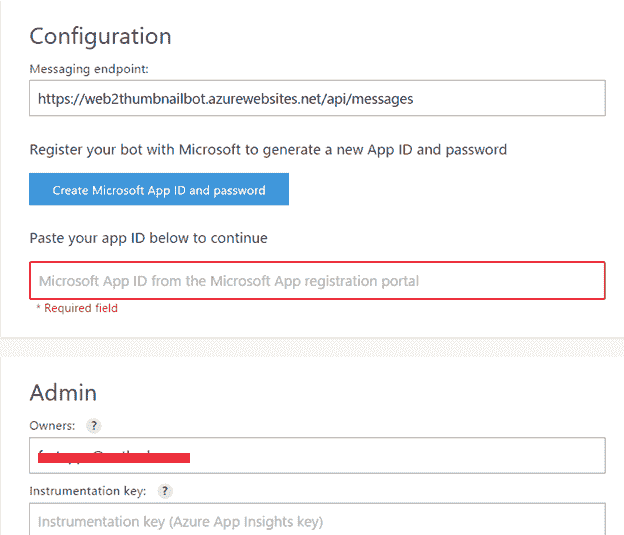 Configuration
Messaging endpoint:
https://web2thumbnailbot.azurewebsites.net/api/messages
Register your bot with Microsoft to generate a new App ID and password
Create Microsoft App ID and password
Paste your app ID below to continue
Microsoft App ID from the Microsoft App registration portal
* Required field
Admin
Owners: ?
Instrumentation key: ?
Instrumentation key (Azure App Insights key)